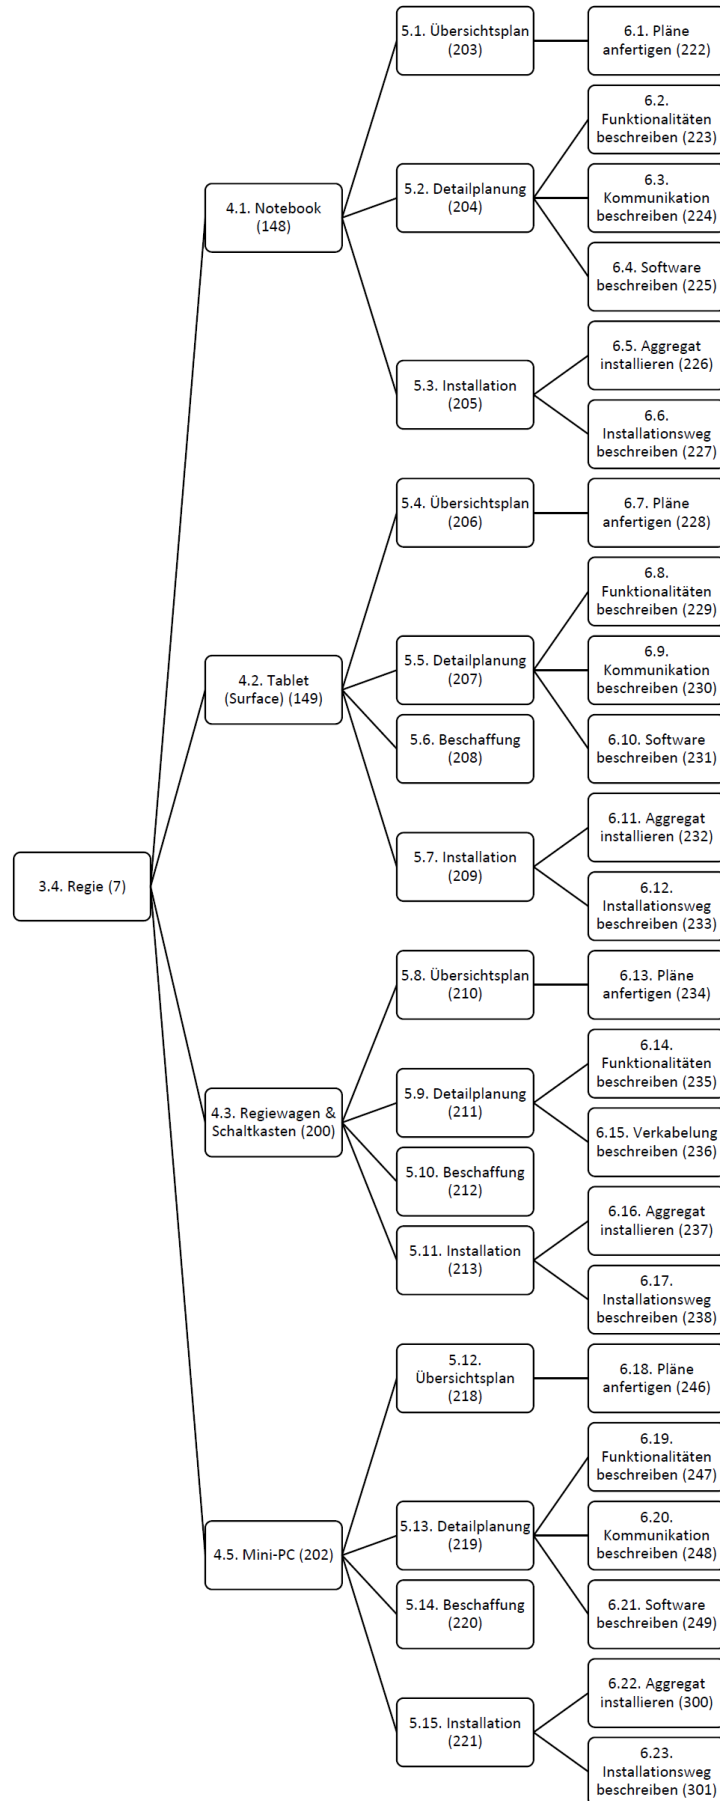 5.1. Übersichtsplan
(203)
6.1. Pläne
anfertigen (222)
6.2.
Funktionalitäten
beschreiben (223)
4.1. Notebook
(148)
5.2. Detailplanung
(204)
6.3.
Kommunikation
beschreiben (224)
6.4. Software
beschreiben (225)
5.3. Installation
(205)
6.5. Aggregat
installieren (226)
6.6.
Installationsweg
beschreiben (227)
5.4. Übersichtsplan
(206)
6.7. Pläne
anfertigen (228)
6.8.
Funktionalitäten
beschreiben (229)
4.2. Tablet
(Surface) (149)
5.5. Detailplanung
(207)
6.9.
Kommunikation
beschreiben (230)
5.6. Beschaffung
(208)
6.10. Software
beschreiben (231)
3.4. Regie (7)
5.7. Installation
(209)
6.11. Aggregat
installieren (232)
6.12.
Installationsweg
beschreiben (233)
5.8. Übersichtsplan
(210)
6.13. Pläne
anfertigen (234)
4.3. Regiewagen &
Schaltkasten (200)
5.9. Detailplanung
(211)
6.14.
Funktionalitäten
beschreiben (235)
6.15. Verkabelung
beschreiben (236)
5.10. Beschaffung
(212)
5.11. Installation
(213)
6.16. Aggregat
installieren (237)
6.17.
Installationsweg
beschreiben (238)
5.12.
Übersichtsplan
(218)
6.18. Pläne
anfertigen (246)
6.19.
Funktionalitäten
beschreiben (247)
4.5. Mini-PC (202)
5.13. Detailplanung
(219)
6.20.
Kommunikation
beschreiben (248)
5.14. Beschaffung
(220)
6.21. Software
beschreiben (249)
5.15. Installation
(221)
6.22. Aggregat
installieren (300)
6.23.
Installationsweg
beschreiben (301)